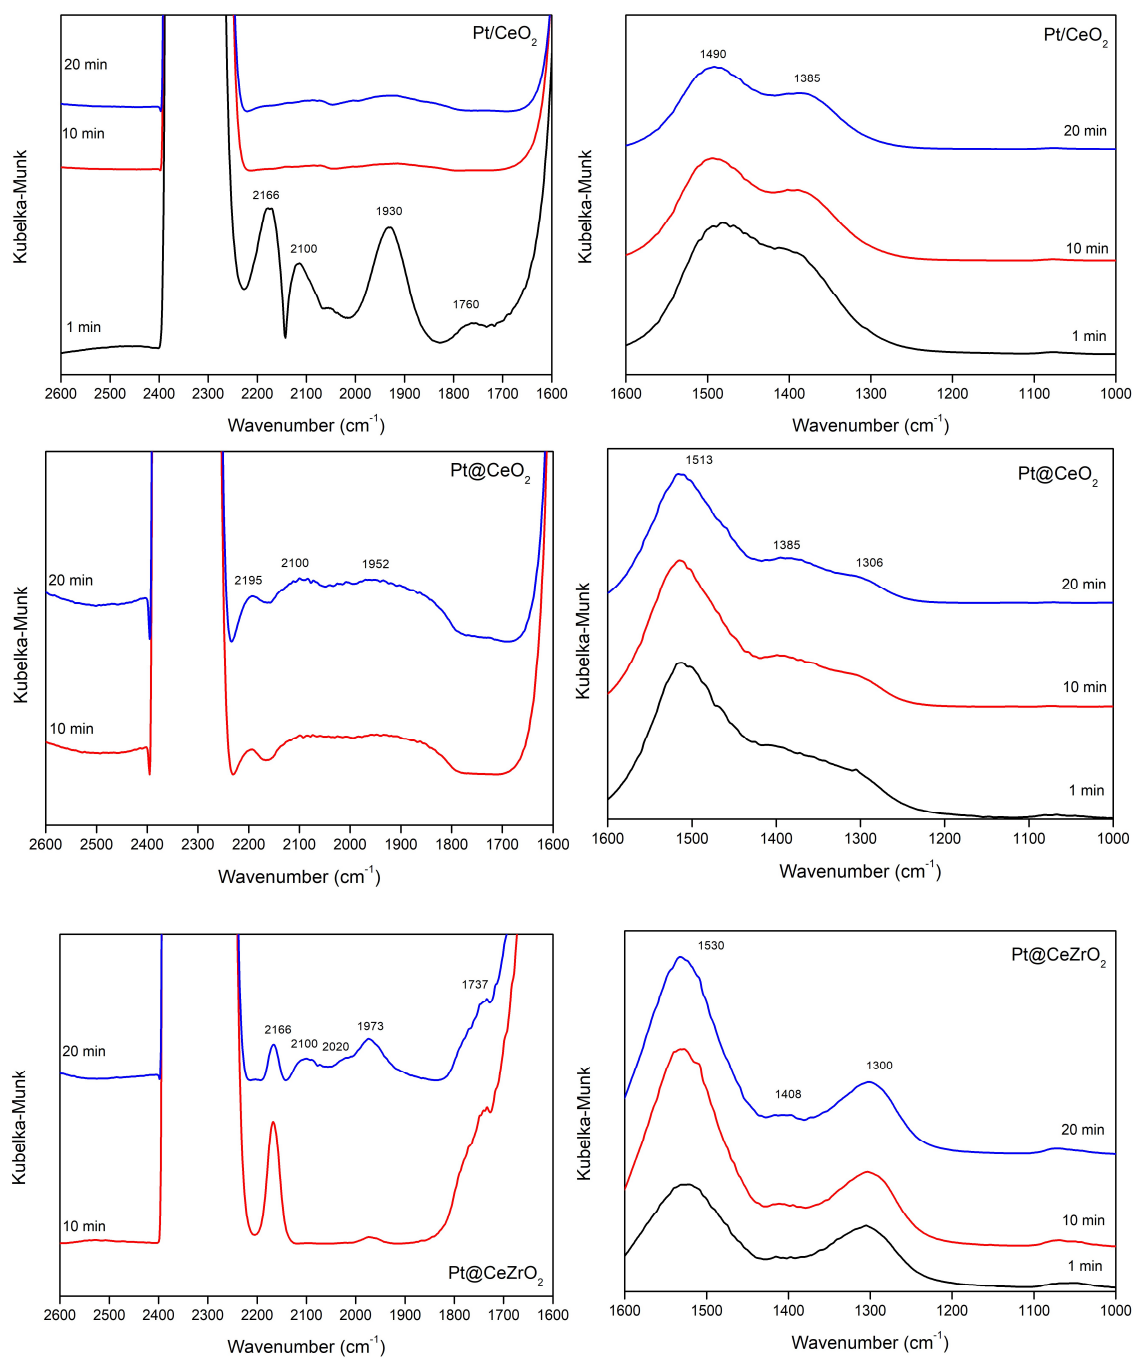 Pt/CeO2
20 min
10 min
2166
1930
2100
1760
1 min
Kubelka-Munk
2600 2500 2400 2300 2200 2100 2000 1900 1800 1700 1600
Wavenumber (cm-1)
Pt/CeO2
1490
1385
20 min
10 min
1 min
Kubelka-Munk
1600 1500 1400 1300 1200 1100 1000
Wavenumber (cm-1)
Pt@CeO2
2100
1952
2195
20 min
10 min
Kubelka-Munk
2600 2500 2400 2300 2200 2100 2000 1900 1800 1700 1600
Wavenumber (cm-1)
1513
Pt@CeO2
1385
1306
20 min
10 min
1 min
Kubelka-Munk
1600 1500 1400 1300 1200 1100 1000
Wavenumber (cm-1)
1737
2166
1973
2100
2020
20 min
10 min
Pt@CeZrO2
Kubelka-Munk
2600 2500 2400 2300 2200 2100 2000 1900 1800 1700 1600
Wavenumber (cm-1)
1530
Pt@CeZrO2
1300
1408
20 min
10 min
1 min
Kubelka-Munk
1600 1500 1400 1300 1200 1100 1000
Wavenumber (cm-1)